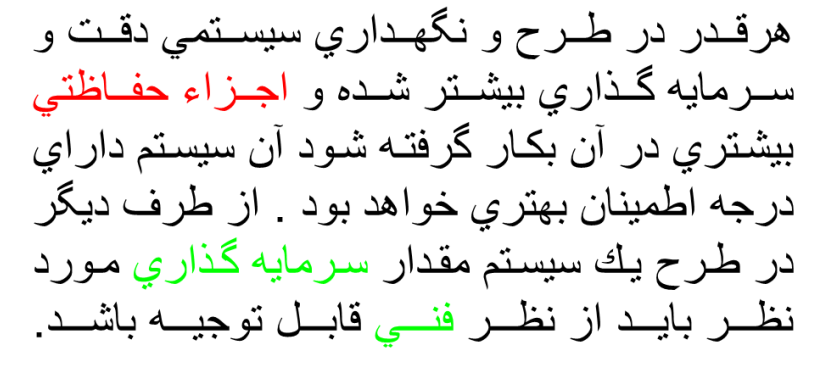 هرقدر در طرح و نگهداري سيستمي دقت و
سرمايه گذاري بيشتر شده و اجزاء حفاظتي
بيشتري در آن بكار گرفته شود آن سيستم داراي
درجه اطمينان بهتري خواهد بود . از طرف ديگر
در طرح يك سيستم مقدار سرمايه گذاري مورد
نظر بايد از نظر فني قابل توجيه باشد.